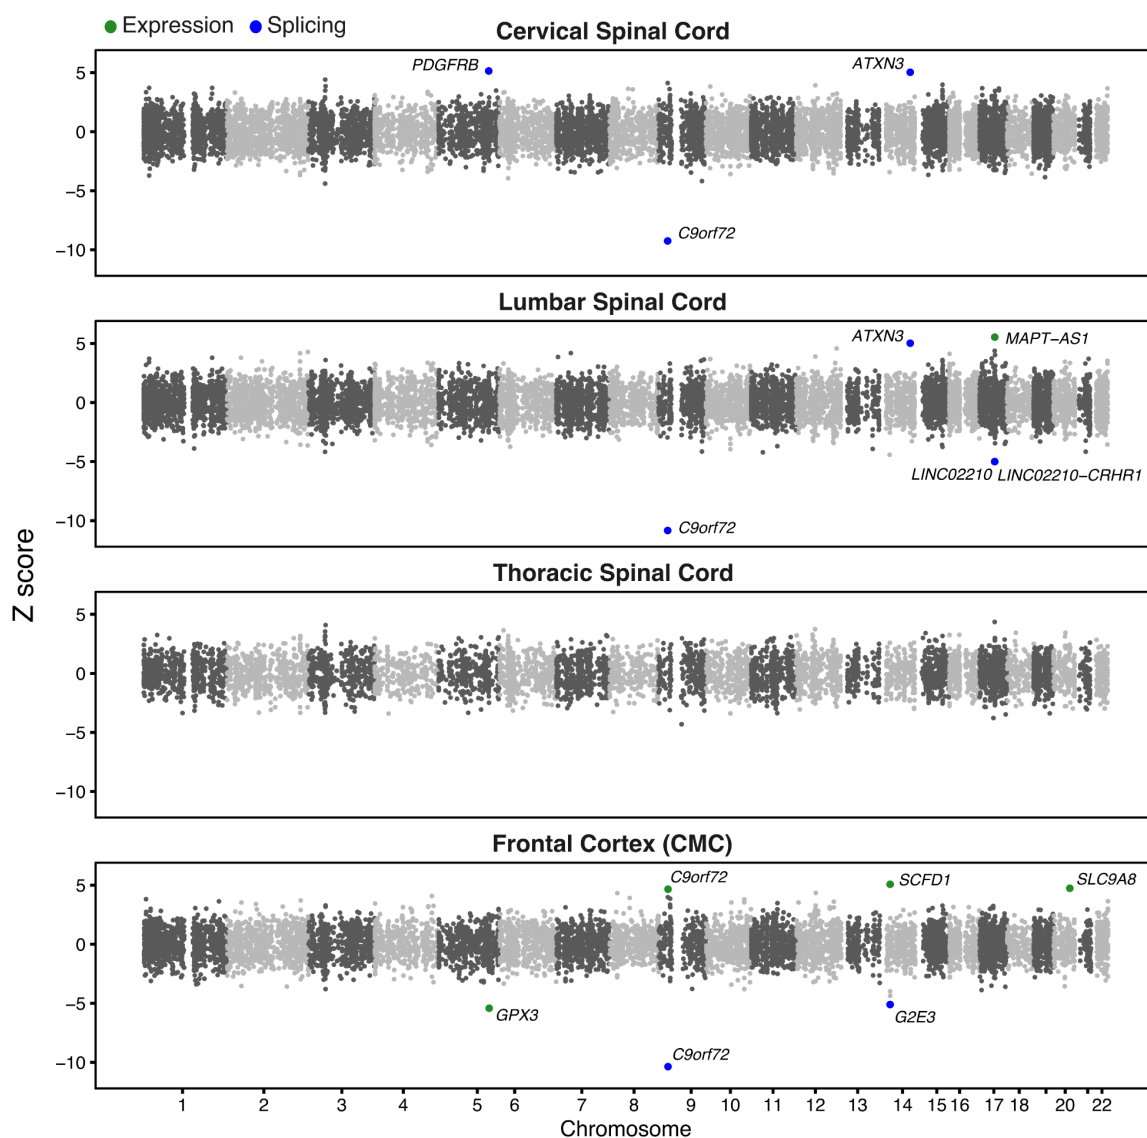 Expression Splicing
Cervical Spinal Cord
5
0
−5
−10
PDGFRB
ATXN3
C9orf72
Lumbar Spinal Cord
5
0
−5
−10
ATXN3
MAPT−AS1
LINC02210 LINC02210−CRHR1
C9orf72
Z score
Thoracic Spinal Cord
5
0
−5
−10
Frontal Cortex (CMC)
5
0
−5
−10
C9orf72
SCFD1
SLC9A8
GPX3
G2E3
C9orf72
1 2 3 4 5 6 7 8 9 10 11 12 13 14 15 16 17 18 20 22
Chromosome